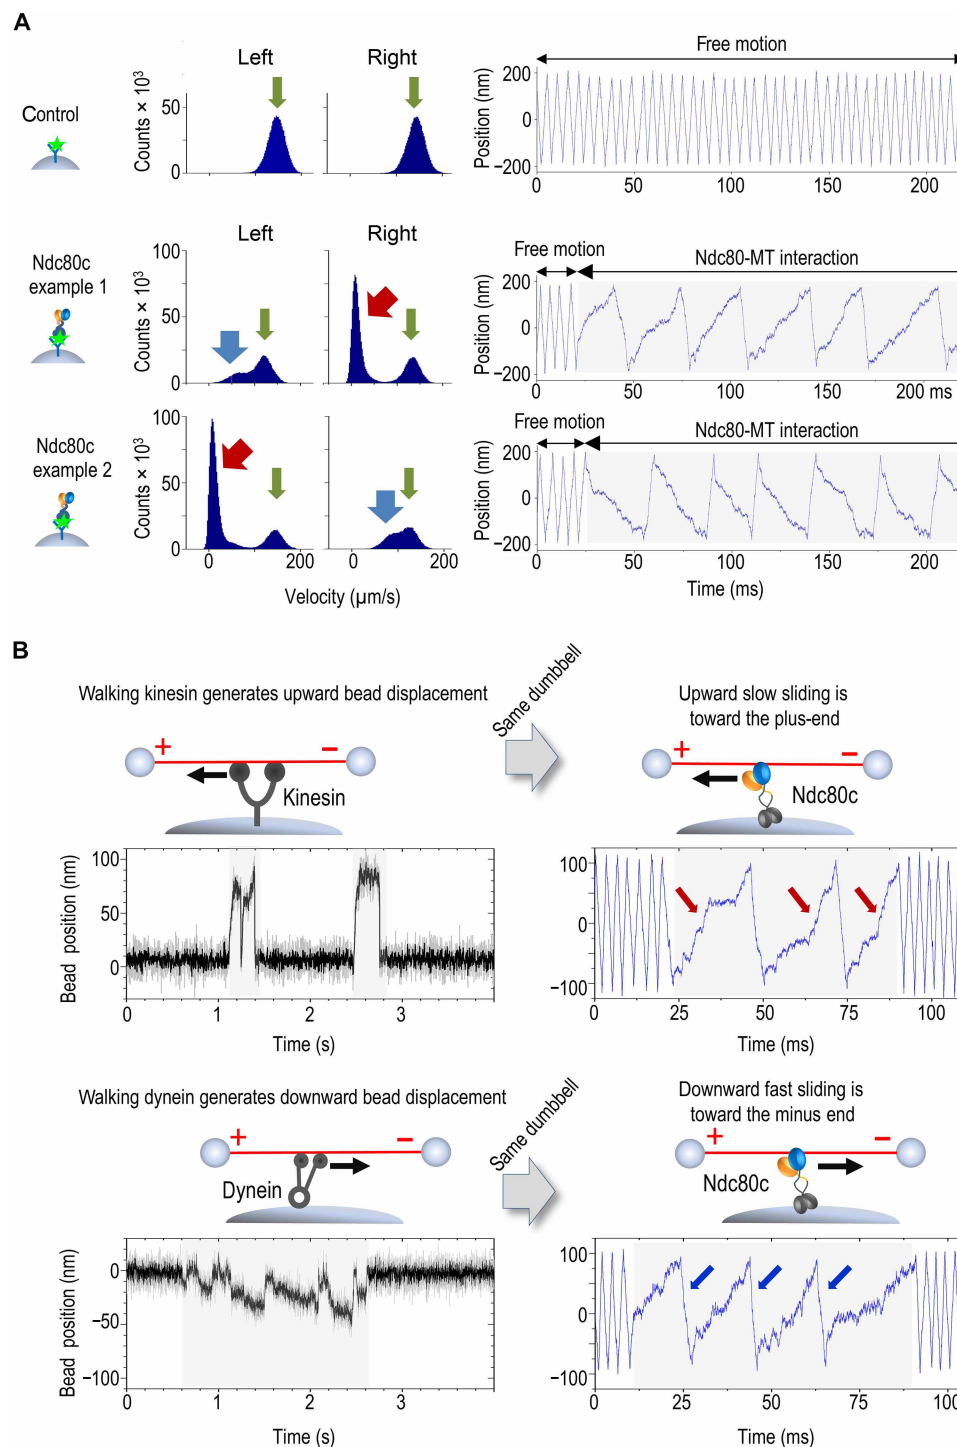 A
Left
Right
Free motion
Control
Counts × 10³
50
0
Position (nm)
200
0
−200
0
50
100
150
200
Ndc80c
example 1
Left
Right
Counts × 10³
100
50
0
Free motion
Ndc80-MT interaction
Position (nm)
200
0
−200
0
50
100
150
200 ms
Ndc80c
example 2
Counts × 10³
100
50
0
0
200
0
200
Velocity (µm/s)
Free motion
Ndc80-MT interaction
Position (nm)
200
0
−200
0
50
100
150
200
Time (ms)
B
Walking kinesin generates upward bead displacement
Same dumbbell
Upward slow sliding is
toward the plus-end
+
−
Kinesin
+
−
Ndc80c
Bead position (nm)
100
50
0
0
1
2
3
Time (s)
100
0
−100
0
25
50
75
100
Time (ms)
Walking dynein generates downward bead displacement
Same dumbbell
Downward fast sliding is
toward the minus end
+
−
Dynein
+
−
Ndc80c
Bead position (nm)
0
−50
−100
0
1
2
3
Time (s)
100
0
−100
0
25
50
75
Time (ms)